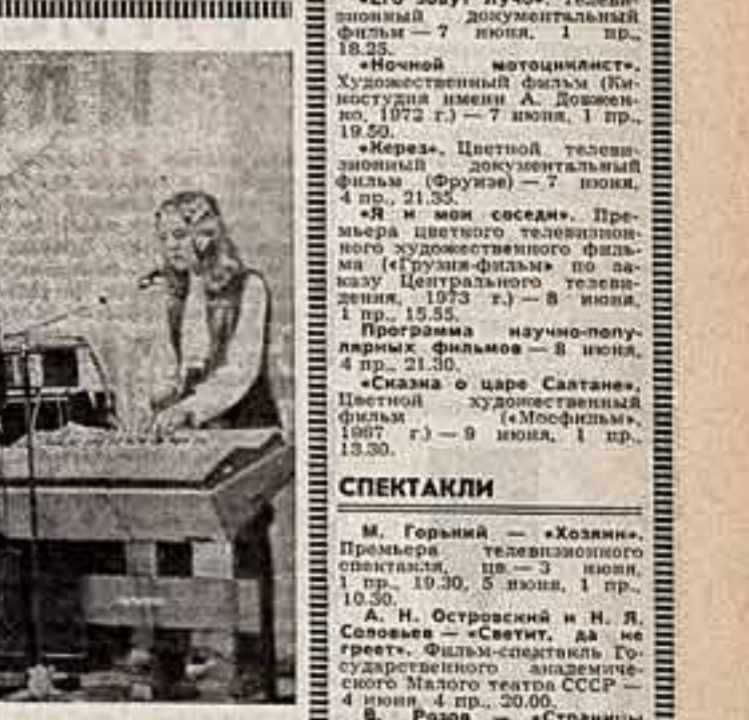 «Его зовут
зионный документальный
фильм — 7 июня, 1 пр.,
18.25.
«Ночной мотоциклист».
Художественный фильм (Ки-
ностудия имени А. Довжен-
ко, 1972 г.) — 7 июня, 1 пр.,
19.50.
«Керез». Цветной телеви-
зионный документальный
фильм (Фрунзе) — 7 июня,
4 пр., 21.35.
«Я и мои соседи». Пре-
мьера цветного телевизион-
ного художественного филь-
ма («Грузия-фильм» по за-
казу Центрального телеви-
дения, 1973 г.) — 8 июня,
1 пр., 15.55.
Программа научно-попу-
лярных фильмов — 8 июня,
4 пр., 21.30.
«Сказка о царе Салтане».
Цветной художественный
фильм («Мосфильм»,
1967 г.) — 9 июня, 1 пр.,
13.30.
СПЕКТАКЛИ
М. Горький — «Хозяин».
Премьера телевизионного
спектакля, цв. — 3 июня,
1 пр., 19.30, 5 июня, 1 пр.,
10.30.
А. Н. Островский и Н. Я.
Соловьев — «Светит, да не
греет». Фильм-спектакль Го-
сударственного академиче-
ского Малого театра СССР —
4 июня, 4 пр., 20.00.
В. Розов — «Страницы